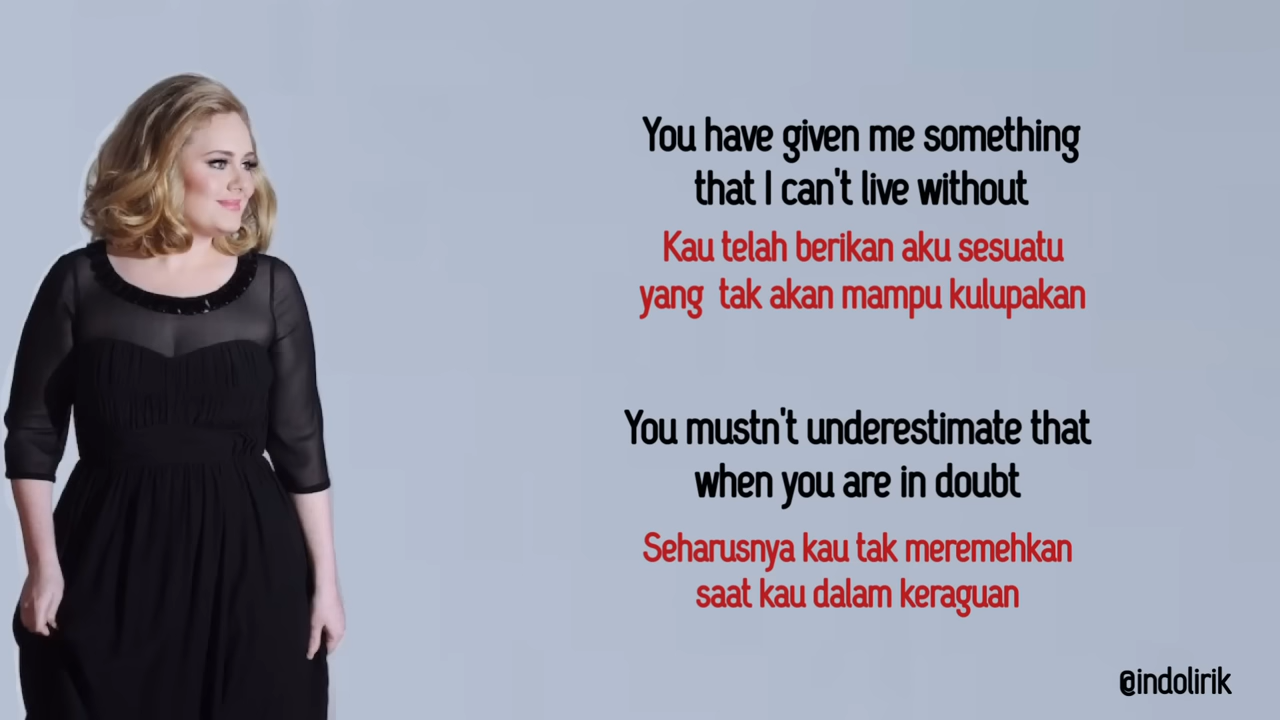 You have given me something
that I can't live without
Kau telah berikan aku sesuatu
yang tak akan mampu kulupakan
You mustn't underestimate that
when you are in doubt
Seharusnya kau tak meremehkan
saat kau dalam keraguan
@indolirik